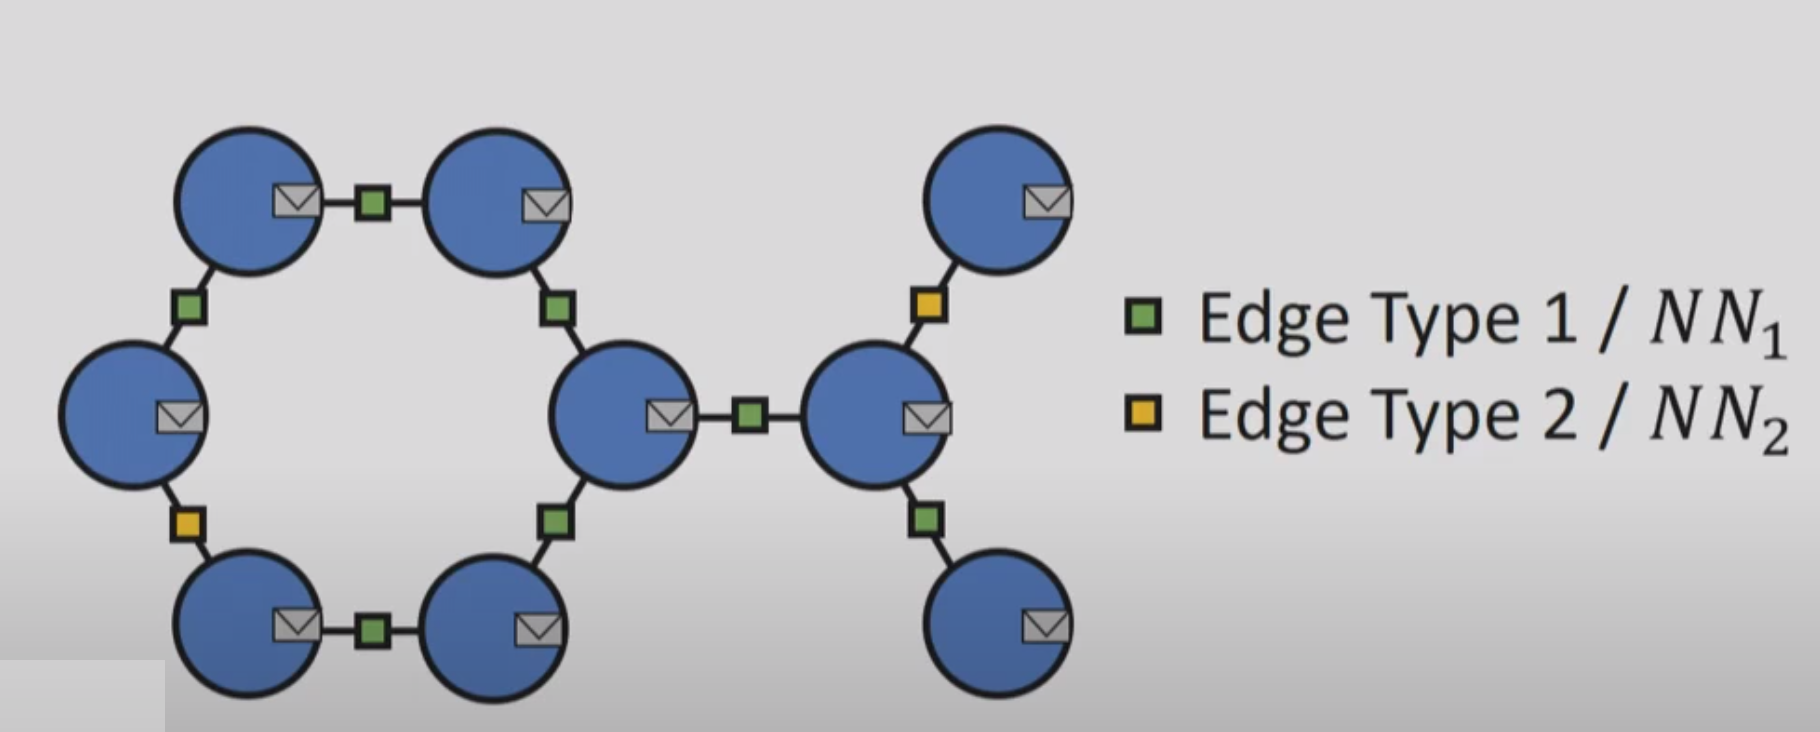 Edge Type 1 / NN₁
Edge Type 2 / NN₂